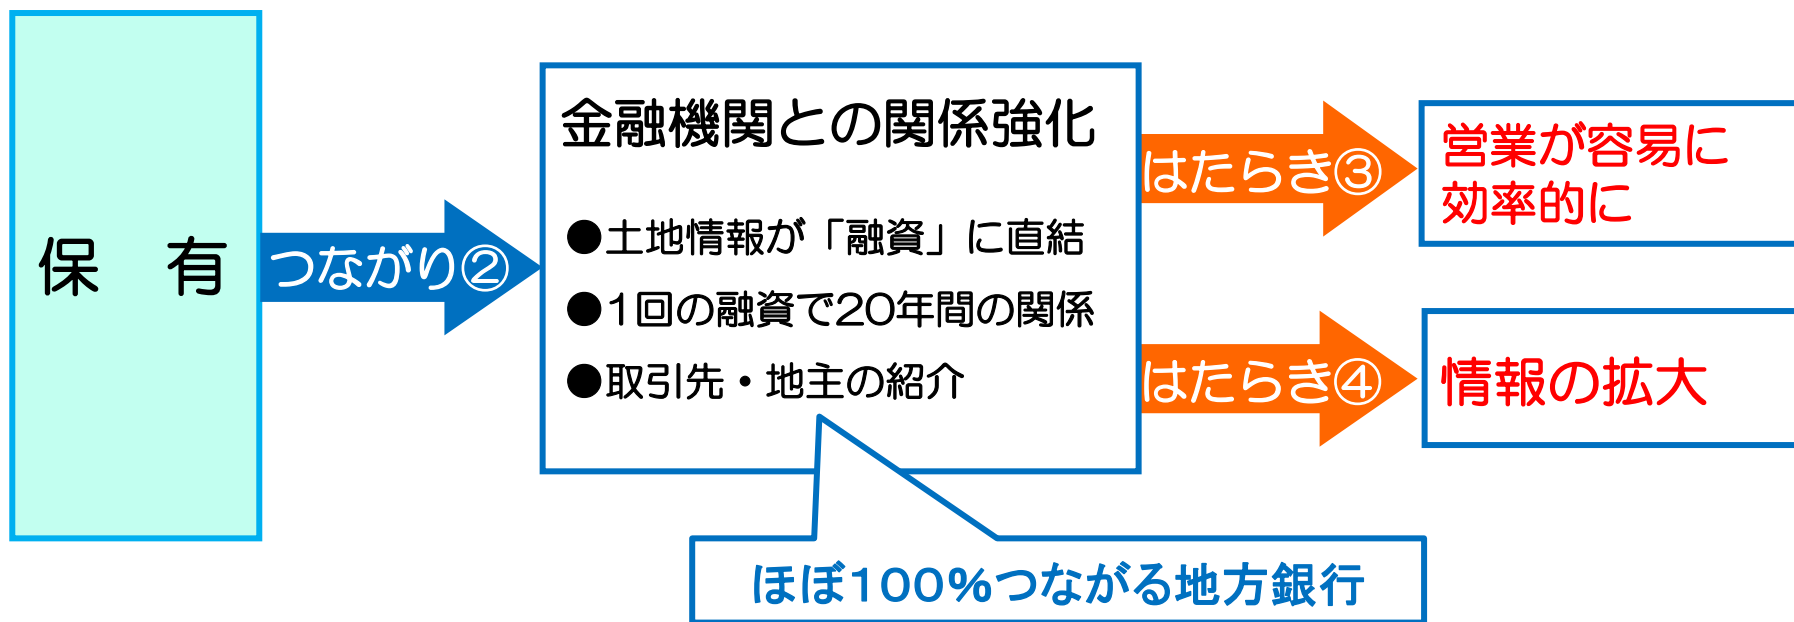 保　有
つながり②
金融機関との関係強化
●土地情報が「融資」に直結
●1回の融資で20年間の関係
●取引先・地主の紹介
はたらき③
営業が容易に
効率的に
はたらき④
情報の拡大
ほぼ100%つながる地方銀行